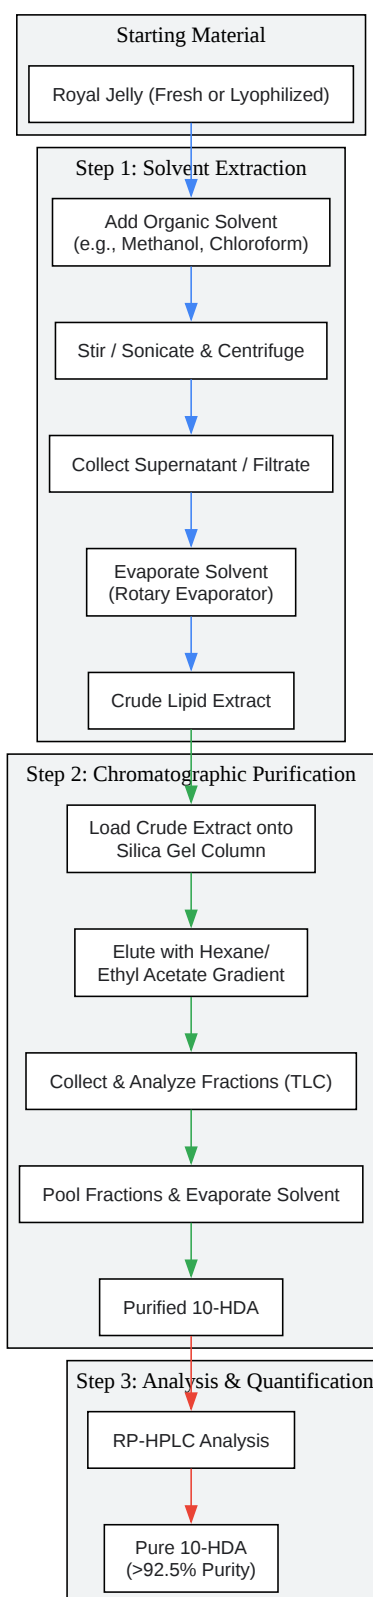 Starting Material
Royal Jelly (Fresh or Lyophilized)
Step 1: Solvent Extraction
Add Organic Solvent
(e.g., Methanol, Chloroform)
Stir / Sonicate & Centrifuge
Collect Supernatant / Filtrate
Evaporate Solvent
(Rotary Evaporator)
Crude Lipid Extract
Step 2: Chromatographic Purification
Load Crude Extract onto
Silica Gel Column
Elute with Hexane/
Ethyl Acetate Gradient
Collect & Analyze Fractions (TLC)
Pool Fractions & Evaporate Solvent
Purified 10-HDA
Step 3: Analysis & Quantification
RP-HPLC Analysis
Pure 10-HDA
(>92.5% Purity)